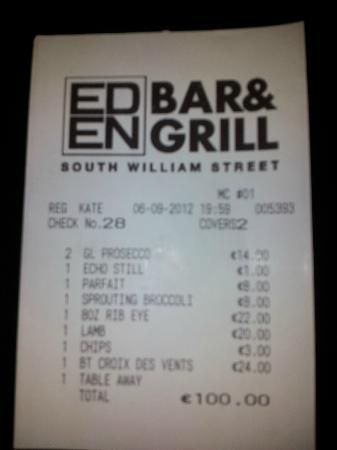 EDEN BAR& GRILL
SOUTH WILLIAM STREET
MC #01
REG KATE 06-09-2012 19:59 005393
CHECK No.28 COVERS2
2 GL PROSECCO €14.00
1 ECHO STILL €1.00
1 PARFAIT €8.00
1 SPROUTING BROCCOLI €8.00
1 8OZ RIB EYE €22.00
1 LAMB €20.00
1 CHIPS €3.00
1 BT CROIX DES VENTS €24.00
1 TABLE AWAY
TOTAL €100.00